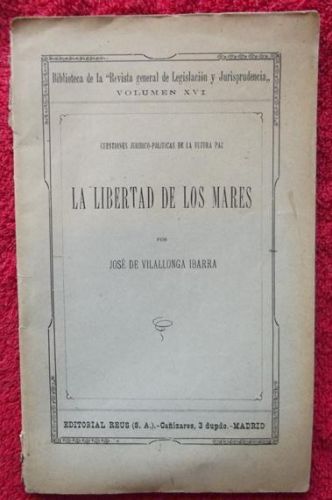 Biblioteca de la "Revista general de Legislación y Jurisprudencia„
VOLUMEN XVI
CUESTIONES JURÍDICO-POLÍTICAS DE LA FUTURA PAZ
LA LIBERTAD DE LOS MARES
POR
JOSÉ DE VILALLONGA IBARRA
EDITORIAL REUS (S. A.).-Cañizares, 3 dupdo.-MADRID